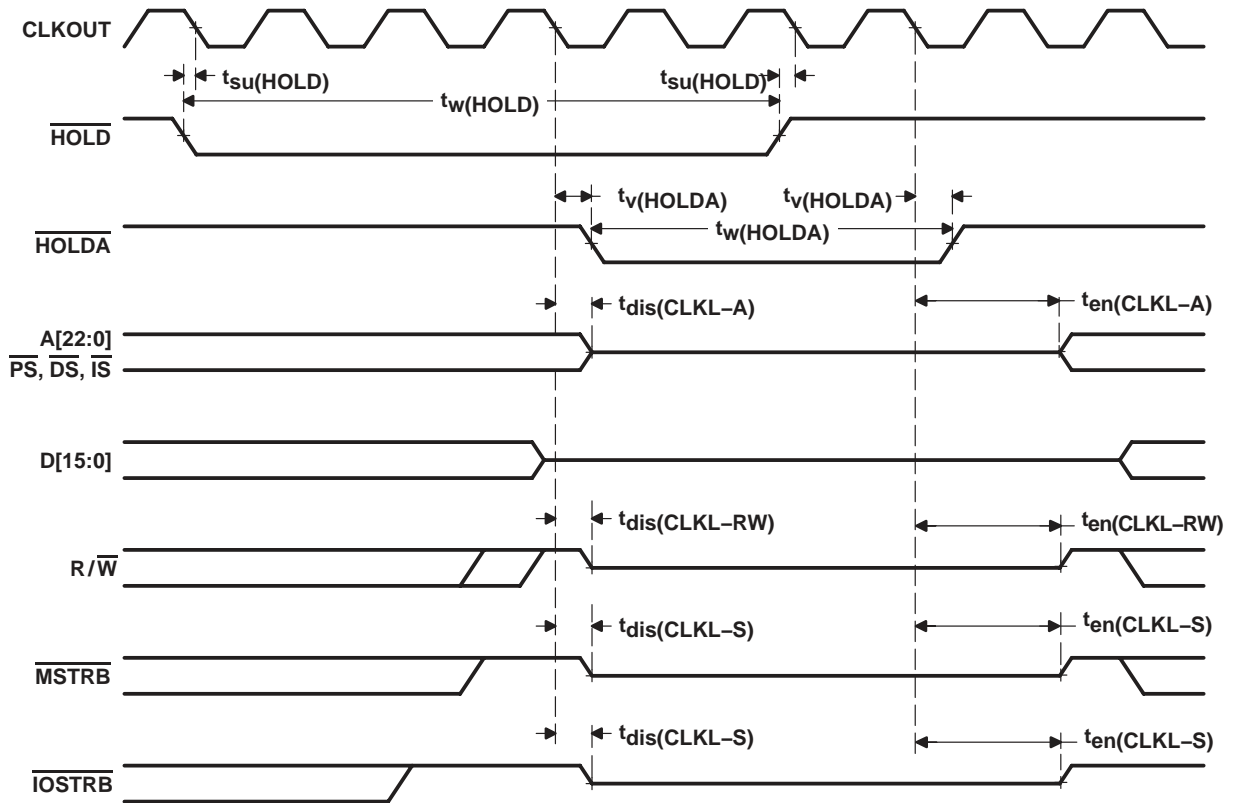 CLKOUT
tsu(HOLD)
tsu(HOLD)
tw(HOLD)
HOLD
tv(HOLDA)
tv(HOLDA)
HOLDA
tw(HOLDA)
tdis(CLKL–A)
ten(CLKL–A)
A[22:0]
PS, DS, IS
D[15:0]
tdis(CLKL–RW)
ten(CLKL–RW)
R/W
tdis(CLKL–S)
ten(CLKL–S)
MSTRB
tdis(CLKL–S)
ten(CLKL–S)
IOSTRB